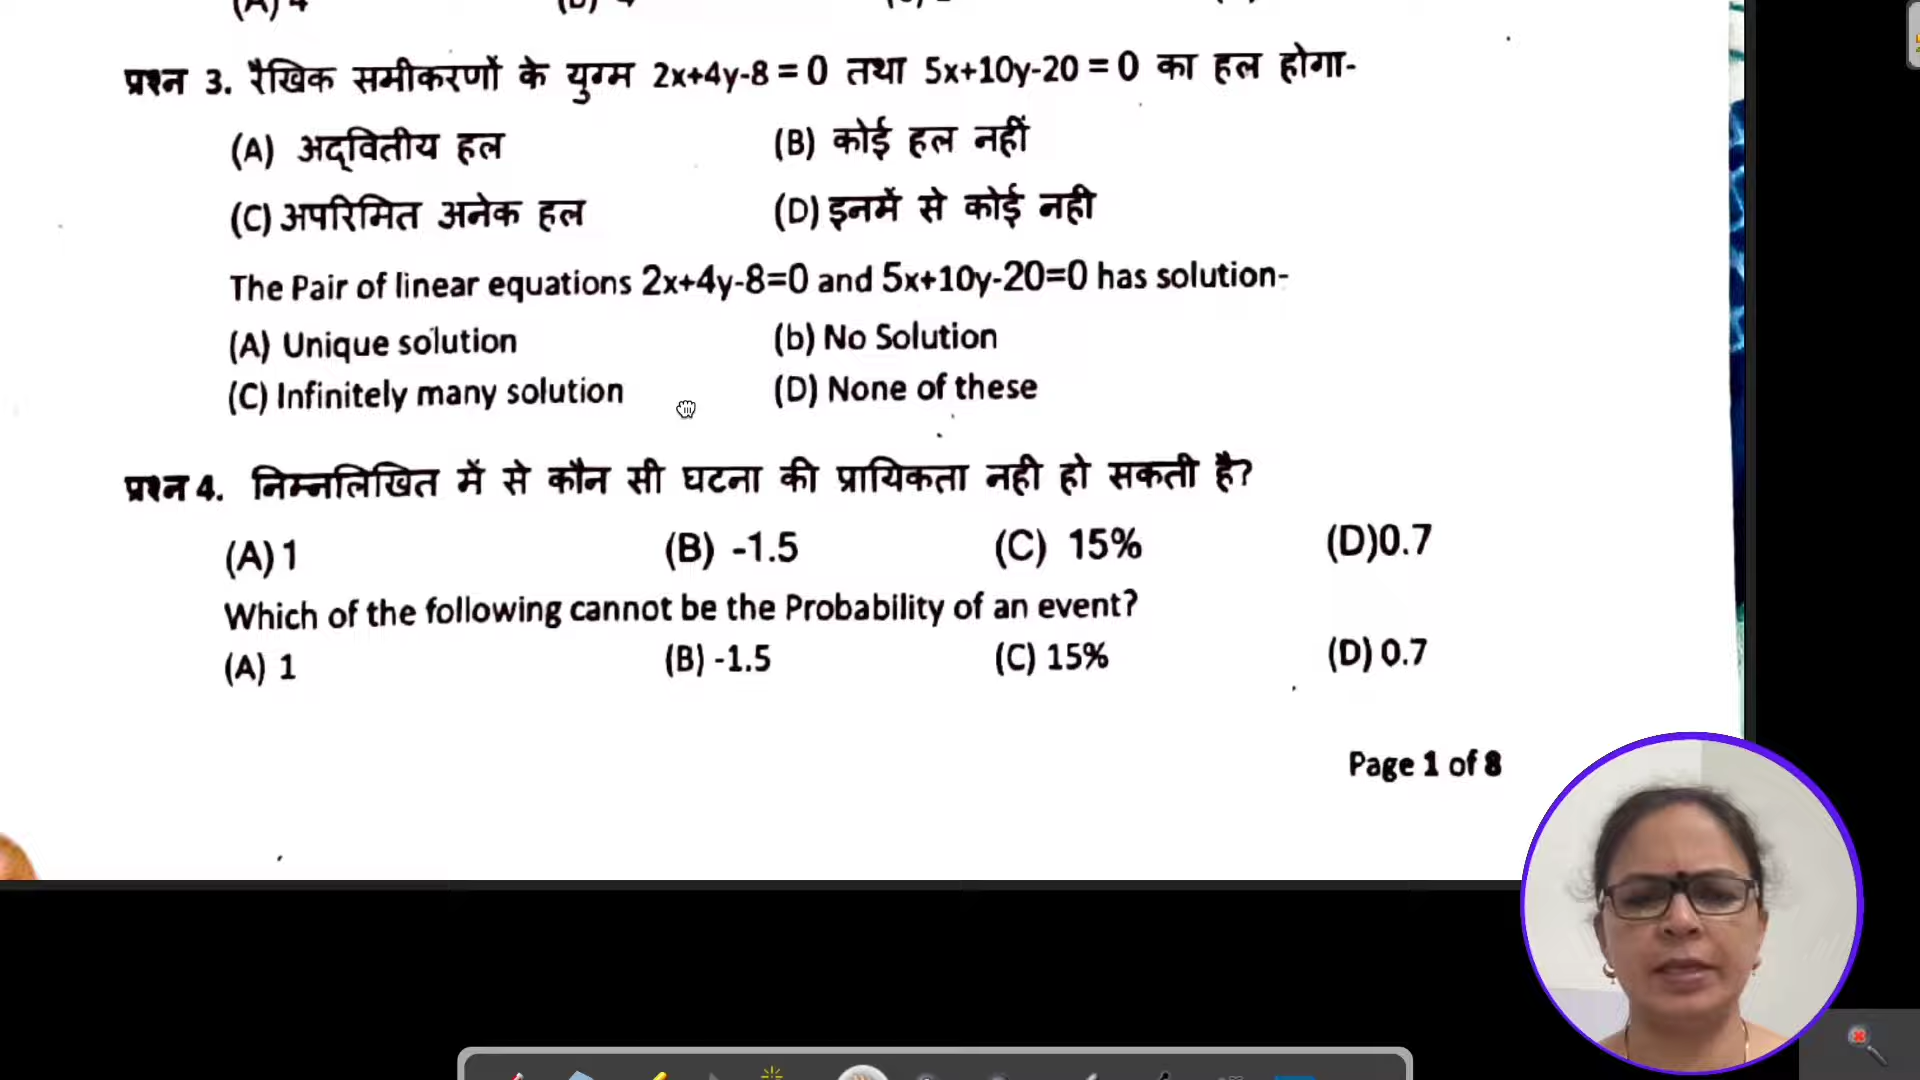 प्रश्न 3. रैखिक समीकरणों के युग्म 2x+4y-8 = 0 तथा 5x+10y-20 = 0 का हल होगा-
(A) अद्वितीय हल (B) कोई हल नहीं
(C) अपरिमित अनेक हल (D) इनमें से कोई नही
The Pair of linear equations 2x+4y-8=0 and 5x+10y-20=0 has solution-
(A) Unique solution (b) No Solution
(C) Infinitely many solution (D) None of these
प्रश्न 4. निम्नलिखित में से कौन सी घटना की प्रायिकता नही हो सकती है?
(A) 1 (B) -1.5 (C) 15% (D)0.7
Which of the following cannot be the Probability of an event?
(A) 1 (B) -1.5 (C) 15% (D) 0.7
Page 1 of 8